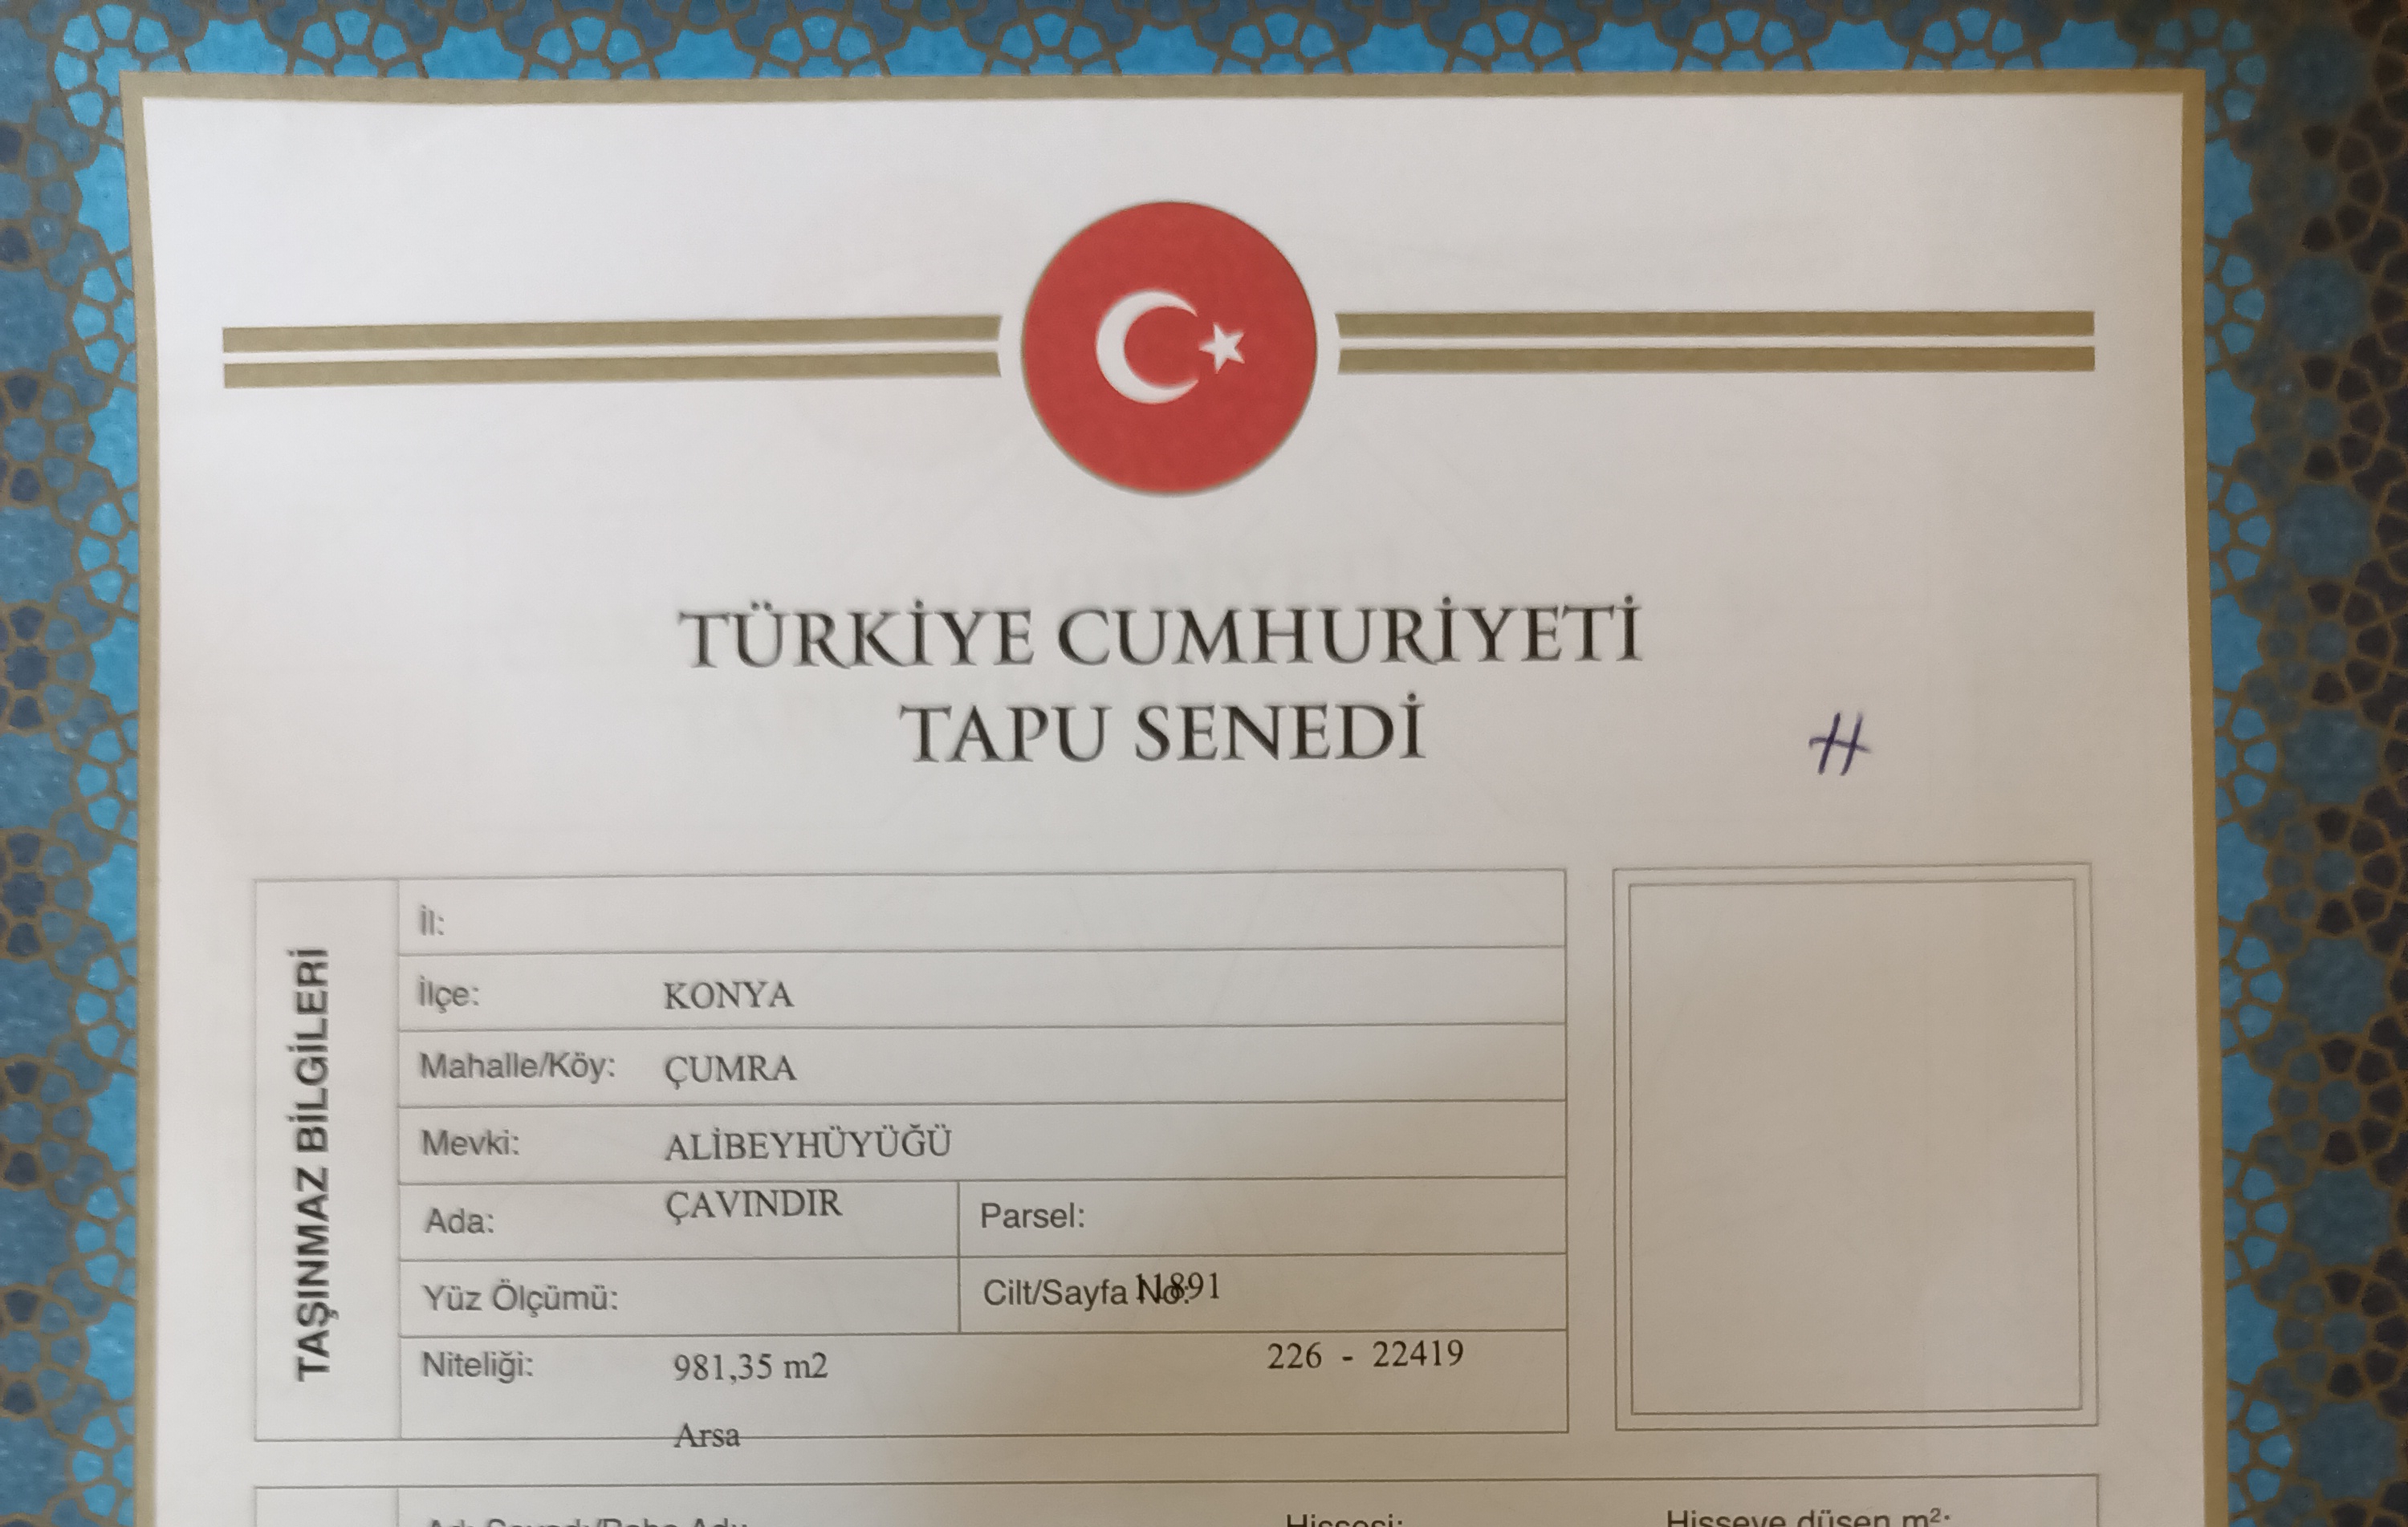 TÜRKİYE CUMHURİYETİ
TAPU SENEDİ
#
TAŞINMAZ BİLGİLERİ
İl:
İlçe: KONYA
Mahalle/Köy: ÇUMRA
Mevki: ALİBEYHÜYÜĞÜ
Ada: ÇAVINDIR Parsel:
Yüz Ölçümü: Cilt/Sayfa No: 11891
Niteliği: 981,35 m2 226 - 22419
Arsa
Hissesi: Hisseye düşen m²: